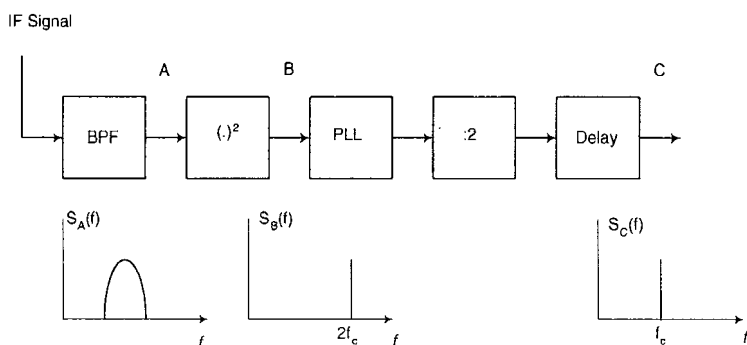 IF Signal
A B C
BPF (.)² PLL :2 Delay
S_A(f) S_B(f) S_C(f)
f 2f_c f f_c f